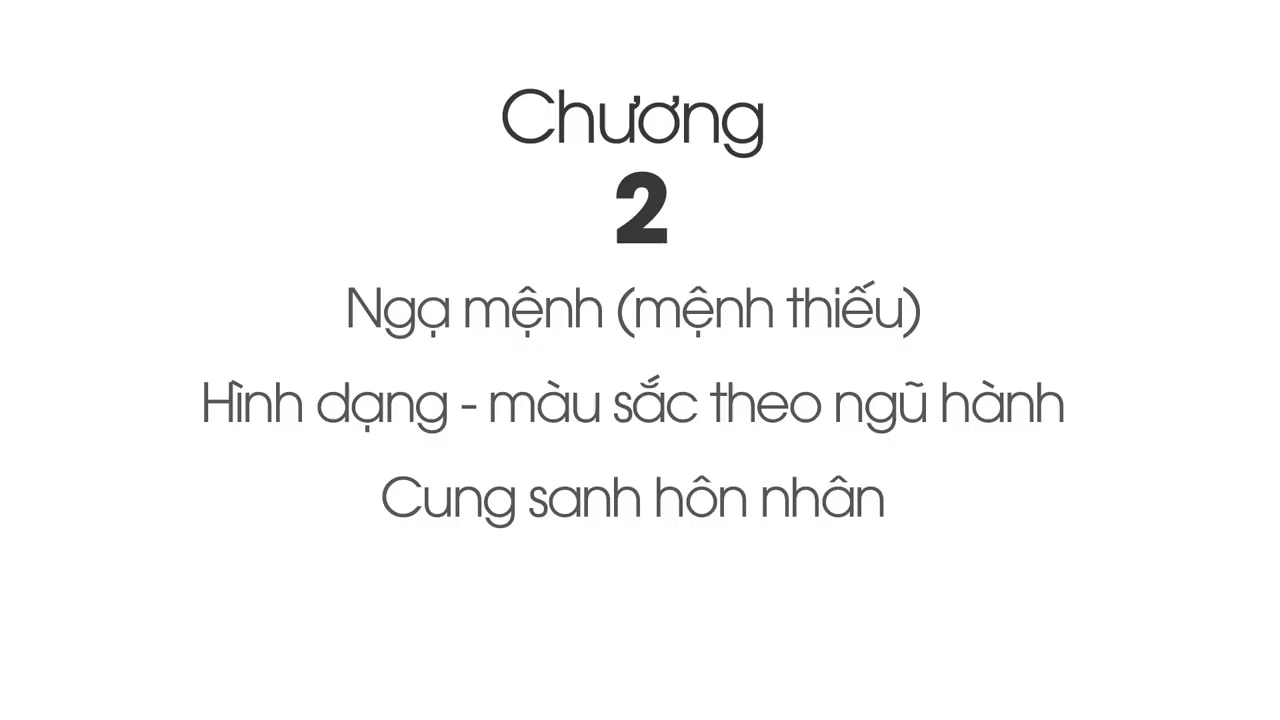 Chương
2
Ngạ mệnh (mệnh thiếu)
Hình dạng - màu sắc theo ngũ hành
Cung sanh hôn nhân